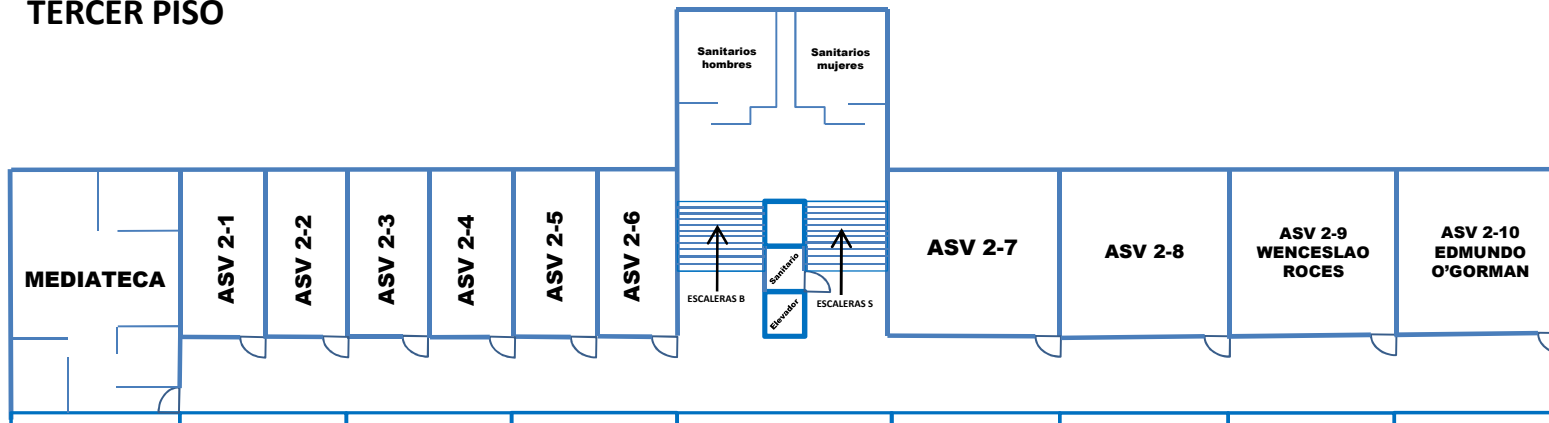 TERCER PISO
Sanitarios
hombres
Sanitarios
mujeres
MEDIATECA
ASV 2-1
ASV 2-2
ASV 2-3
ASV 2-4
ASV 2-5
ASV 2-6
ESCALERAS B
Sanitario
Elevador
ESCALERAS S
ASV 2-7
ASV 2-8
ASV 2-9
WENCESLAO
ROCES
ASV 2-10
EDMUNDO
O’GORMAN